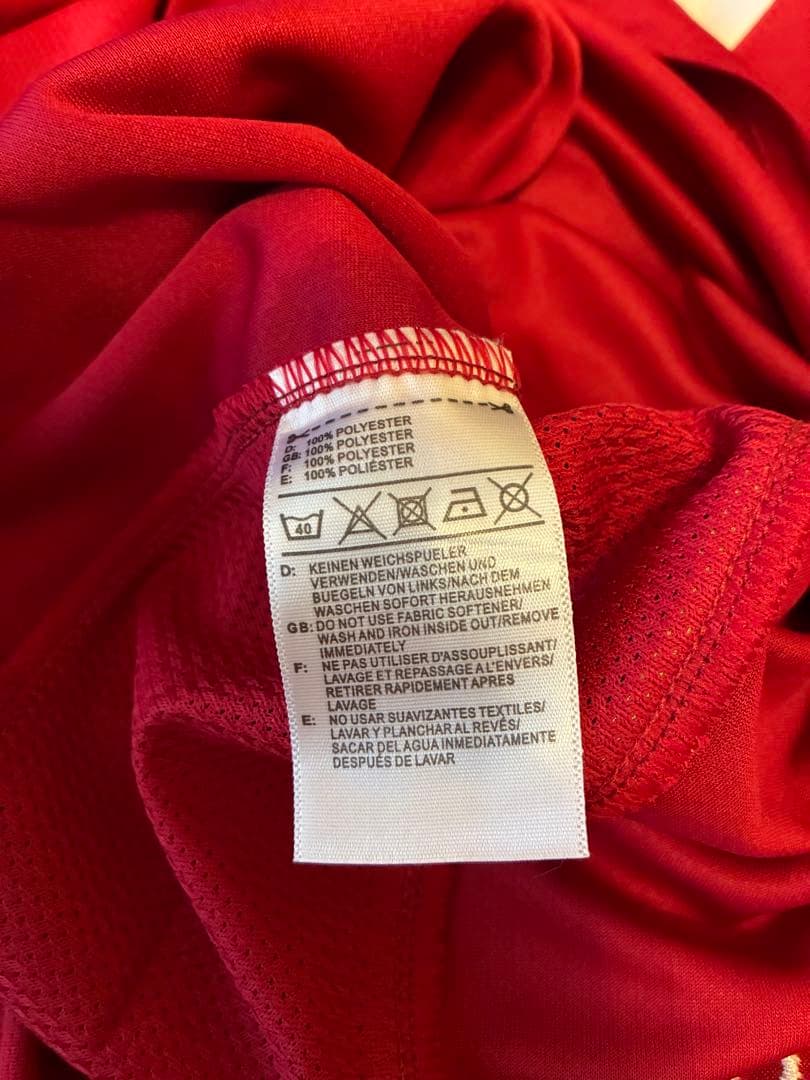 D: 100% POLYESTER
GB: 100% POLYESTER
F: 100% POLYESTER
E: 100% POLIÉSTER
40
D: KEINEN WEICHSPUELER
VERWENDEN/WASCHEN UND
BUEGELN VON LINKS/NACH DEM
WASCHEN SOFORT HERAUSNEHMEN
GB: DO NOT USE FABRIC SOFTENER/
WASH AND IRON INSIDE OUT/REMOVE
IMMEDIATELY
F: NE PAS UTILISER D'ASSOUPLISSANT/
LAVAGE ET REPASSAGE A L'ENVERS/
RETIRER RAPIDEMENT APRES
LAVAGE
E: NO USAR SUAVIZANTES TEXTILES/
LAVAR Y PLANCHAR AL REVÉS/
SACAR DEL AGUA INMEDIATAMENTE
DESPUÉS DE LAVAR